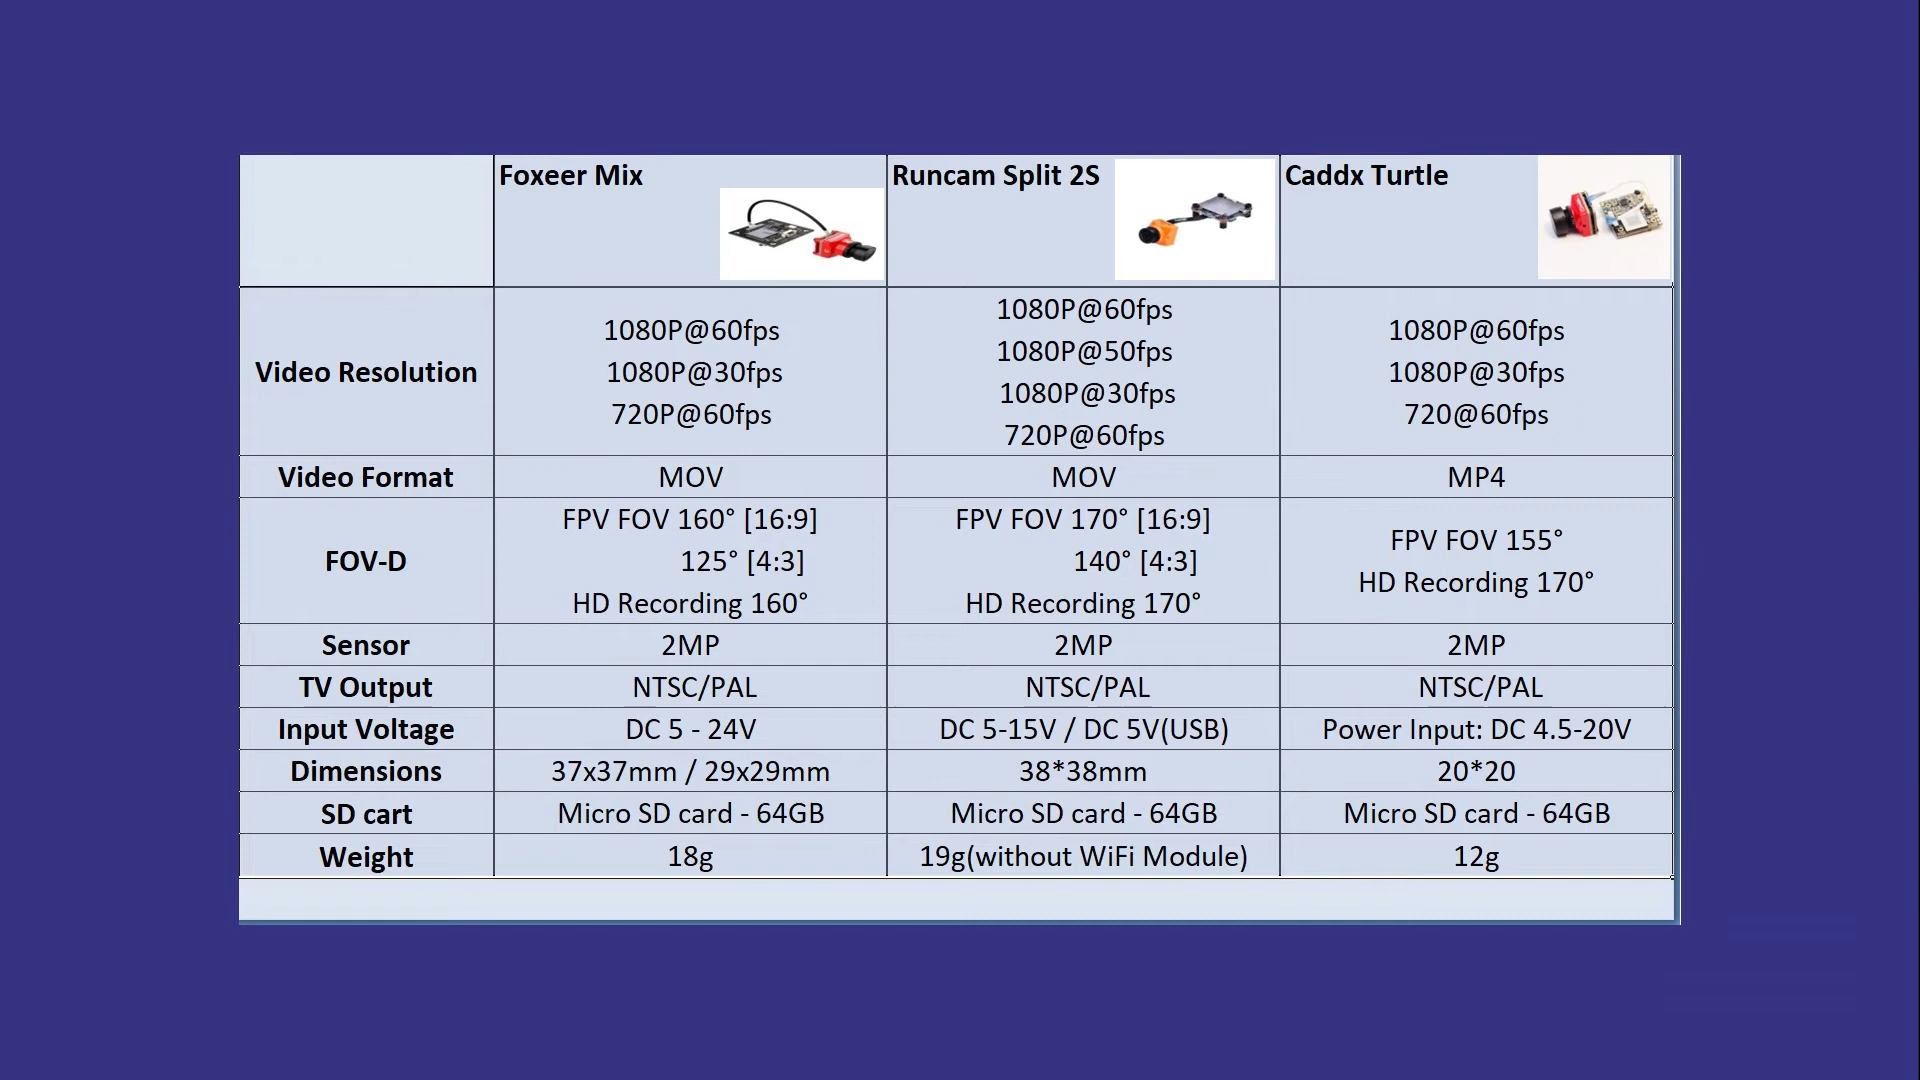 Foxeer Mix
Runcam Split 2S
Caddx Turtle
Video Resolution
1080P@60fps
1080P@30fps
720P@60fps
1080P@60fps
1080P@50fps
1080P@30fps
720P@60fps
1080P@60fps
1080P@30fps
720@60fps
Video Format
MOV
MOV
MP4
FOV-D
FPV FOV 160° [16:9]
125° [4:3]
HD Recording 160°
FPV FOV 170° [16:9]
140° [4:3]
HD Recording 170°
FPV FOV 155°
HD Recording 170°
Sensor
2MP
2MP
2MP
TV Output
NTSC/PAL
NTSC/PAL
NTSC/PAL
Input Voltage
DC 5 - 24V
DC 5-15V / DC 5V(USB)
Power Input: DC 4.5-20V
Dimensions
37x37mm / 29x29mm
38*38mm
20*20
SD cart
Micro SD card - 64GB
Micro SD card - 64GB
Micro SD card - 64GB
Weight
18g
19g(without WiFi Module)
12g